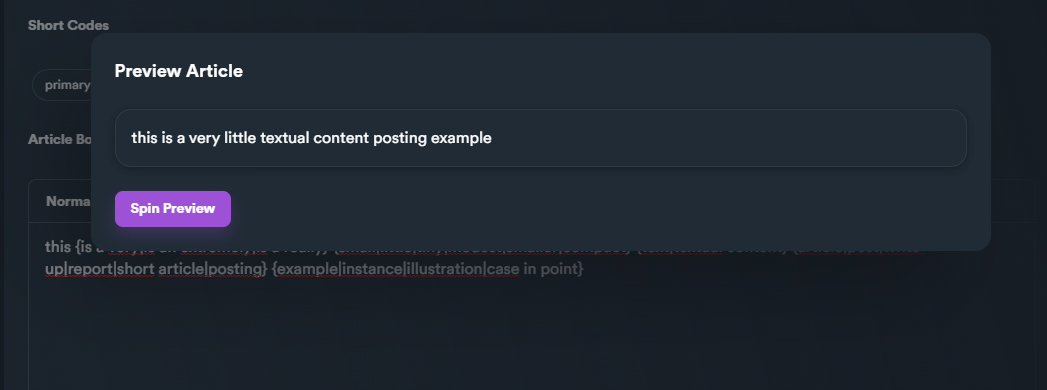 Short Codes
Preview Article
primary
this is a very little textual content posting example
Article Bo
Spin Preview
Norma
this {is a
up|report|short article|posting} {example|instance|illustration|case in point}